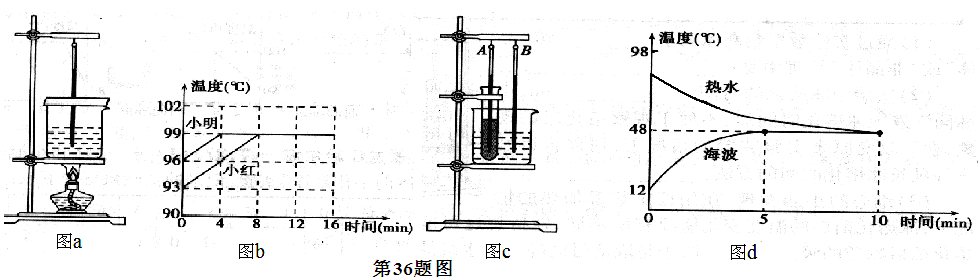 图a
温度(℃)
102
99
96
93
90
小明
小红
0
4
8
12
16
时间(min)
图b
A
B
图c
温度(℃)
98
48
12
热水
海波
0
5
10
时间(min)
图d
第36题图